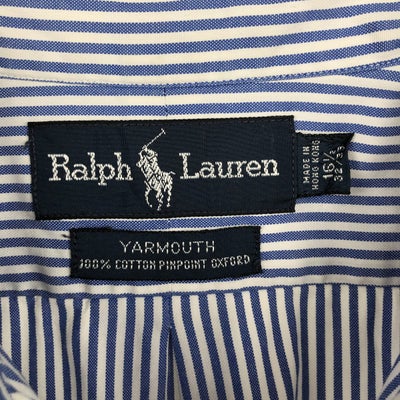 Ralph Lauren
MADE IN
HONG KONG
16½
32/33
YARMOUTH
100% COTTON PINPOINT OXFORD